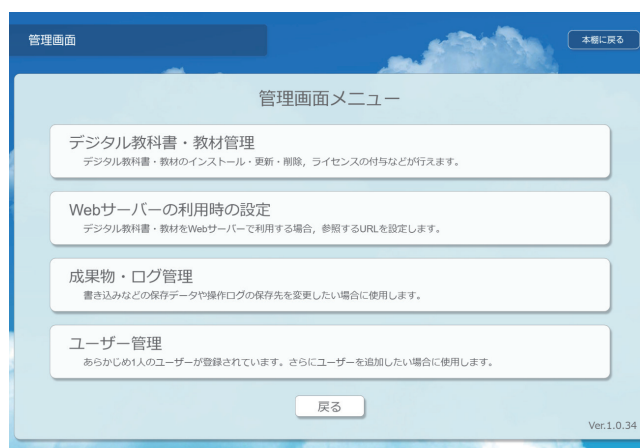 管理画面
本棚に戻る
管理画面メニュー
デジタル教科書・教材管理
デジタル教科書・教材のインストール・更新・削除，ライセンスの付与などが行えます。
Webサーバーの利用時の設定
デジタル教科書・教材をWebサーバーで利用する場合，参照するURLを設定します。
成果物・ログ管理
書き込みなどの保存データや操作ログの保存先を変更したい場合に使用します。
ユーザー管理
あらかじめ1人のユーザーが登録されています。さらにユーザーを追加したい場合に使用します。
戻る
Ver.1.0.34